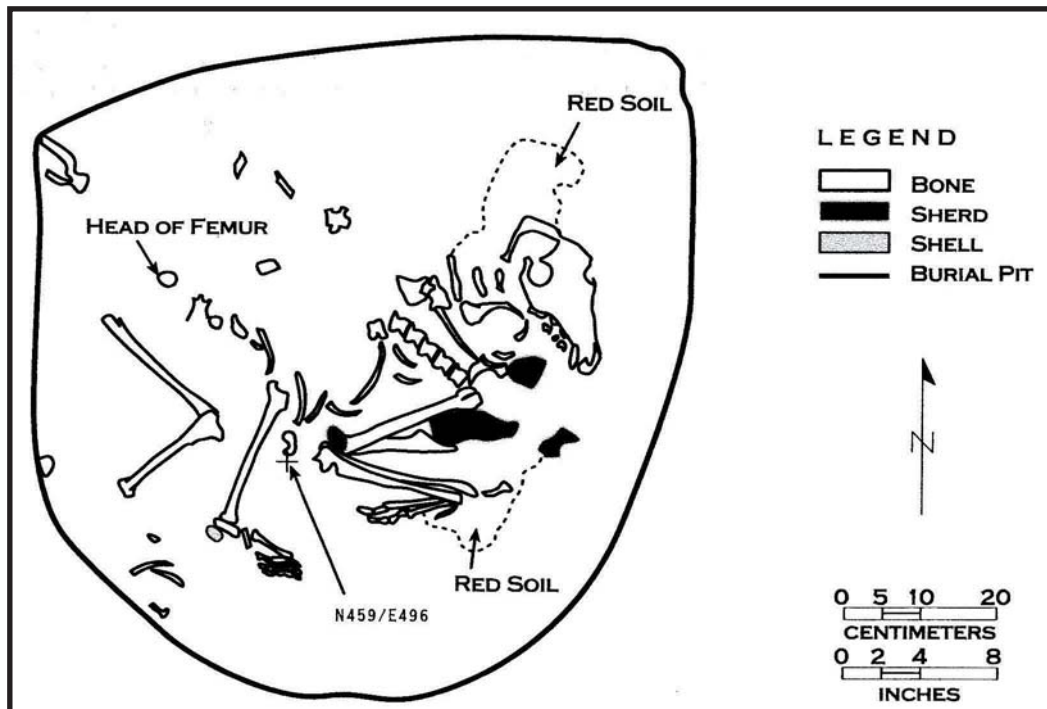 RED SOIL
HEAD OF FEMUR
RED SOIL
N459/E496
LEGEND
BONE
SHERD
SHELL
BURIAL PIT
N
0 5 10 20
CENTIMETERS
0 2 4 8
INCHES